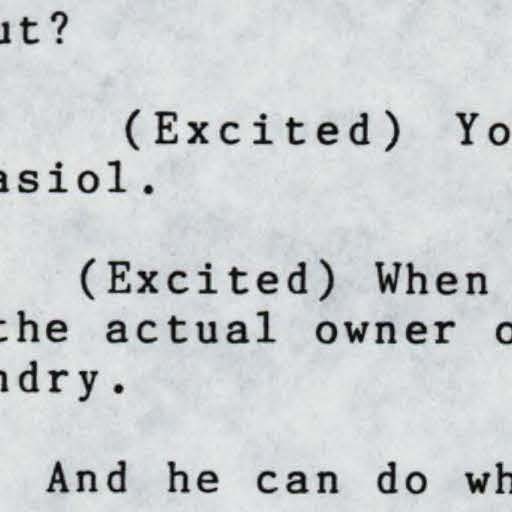 ut?
(Excited) Yo
asiol.
(Excited) When
the actual owner o
ndry.
And he can do wh